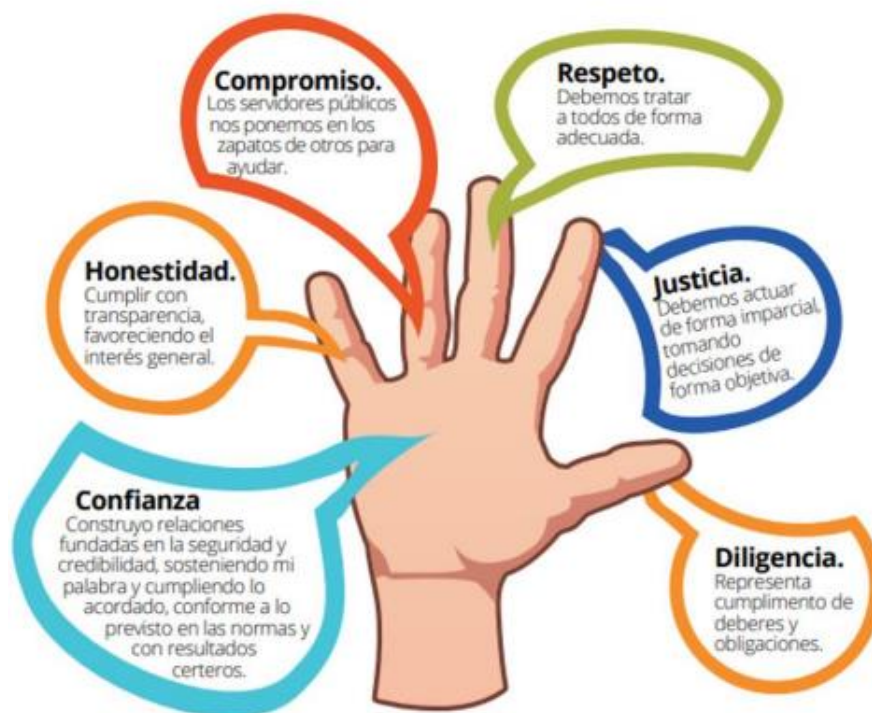 Compromiso.
Los servidores públicos
nos ponemos en los
zapatos de otros para
ayudar.
Respeto.
Debemos tratar
a todos de forma
adecuada.
Honestidad.
Cumplir con
transparencia,
favoreciendo el
interés general.
Justicia.
Debemos actuar
de forma imparcial,
tomando
decisiones de
forma objetiva.
Confianza
Construyo relaciones
fundadas en la seguridad y
credibilidad, sosteniendo mi
palabra y cumpliendo lo
acordado, conforme a lo
previsto en las normas y
con resultados
certeros.
Diligencia.
Representa
cumplimento de
deberes y
obligaciones.